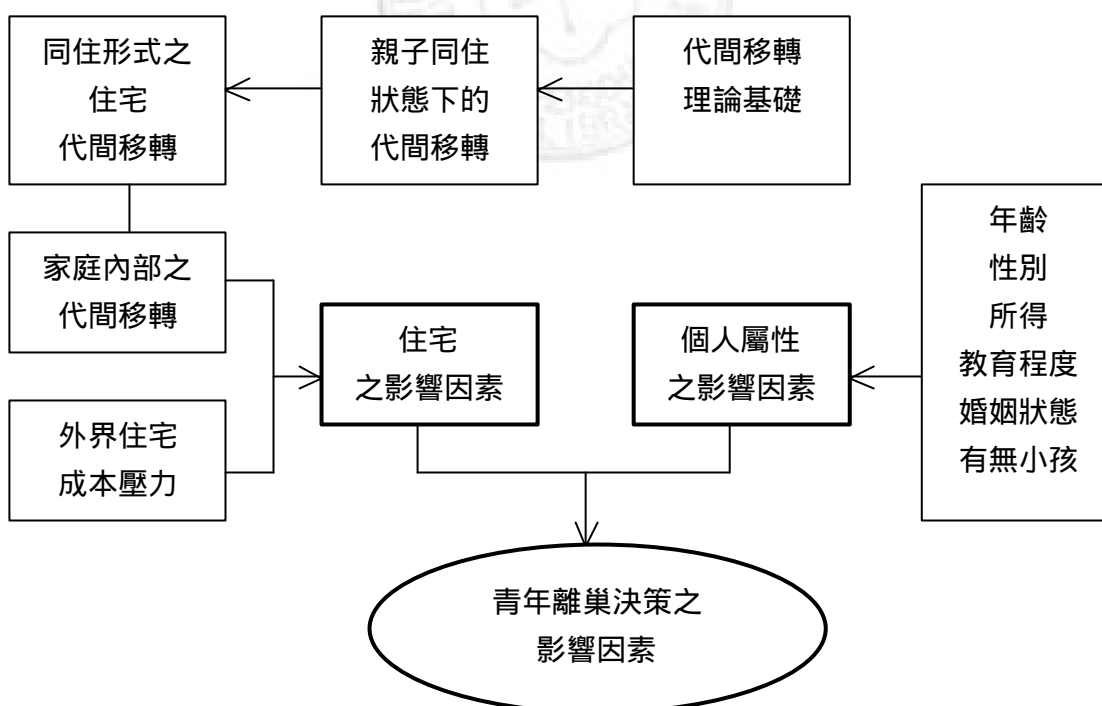 同住形式之
住宅
代間移轉
親子同住
狀態下的
代間移轉
代間移轉
理論基礎
年齡
性別
所得
教育程度
婚姻狀態
有無小孩
家庭內部之
代間移轉
住宅
之影響因素
個人屬性
之影響因素
外界住宅
成本壓力
青年離巢決策之
影響因素